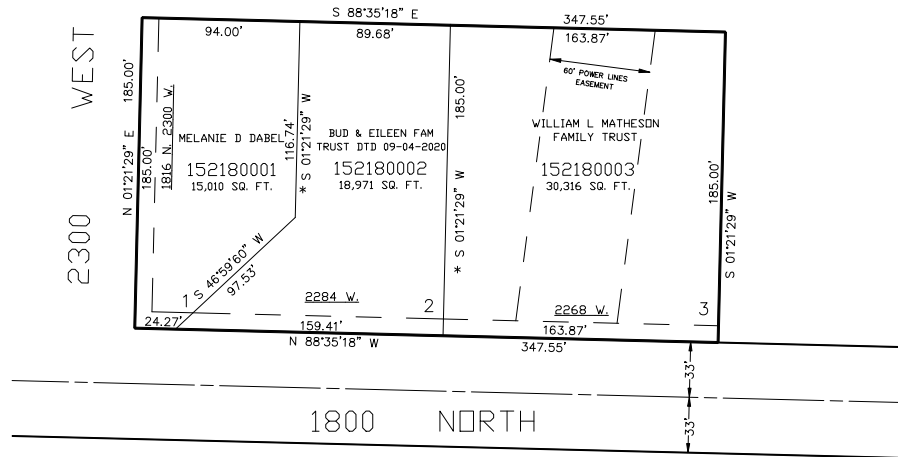 S 88°35'18" E
347.55'
94.00'
89.68'
163.87'
60' POWER LINES
EASEMENT
2300 WEST
N 01°21'29" E 185.00'
185.00'
1816 N. 2300 W.
MELANIE D DABEL
152180001
15,010 SQ. FT.
116.74'
* S 01°21'29" W
BUD & EILEEN FAM
TRUST DTD 09-04-2020
152180002
18,971 SQ. FT.
185.00'
* S 01°21'29" W
WILLIAM L MATHESON
FAMILY TRUST
152180003
30,316 SQ. FT.
185.00'
S 01°21'29" W
S 46°59'60" W
97.53'
1
2284 W.
2
2268 W.
3
24.27'
159.41'
163.87'
N 88°35'18" W
347.55'
33'
1800 NORTH
33'